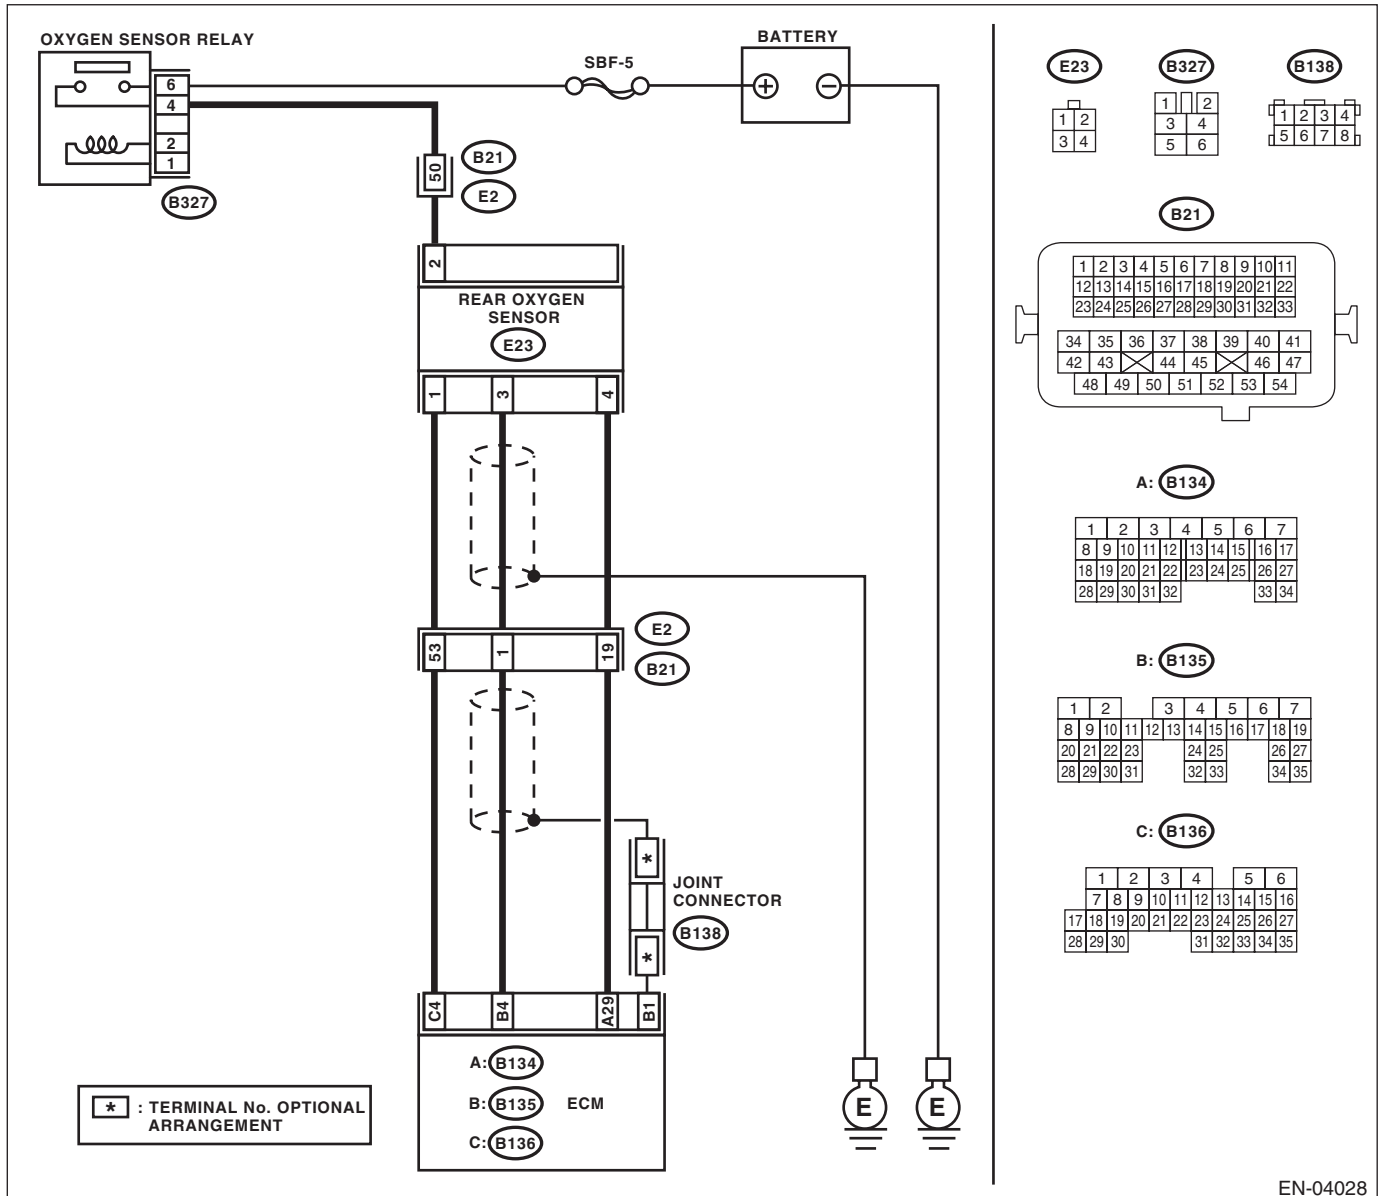 OXYGEN SENSOR RELAY
BATTERY
SBF-5
+
−
6
4
2
1
B327
50
B21
E2
2
REAR OXYGEN
SENSOR
E23
1 3 4
E2
53 1 19
B21
*
JOINT
CONNECTOR
B138
*
C4 B4 A29 B1
A: B134
B: B135 ECM
C: B136
E E
* : TERMINAL No. OPTIONAL
ARRANGEMENT
E23 B327 B138
1 2
3 4
1 2
3 4
5 6
1 2 3 4
5 6 7 8
B21
1 2 3 4 5 6 7 8 9 10 11
12 13 14 15 16 17 18 19 20 21 22
23 24 25 26 27 28 29 30 31 32 33
34 35 36 37 38 39 40 41
42 43 44 45 46 47
48 49 50 51 52 53 54
A: B134
1 2 3 4 5 6 7
8 9 10 11 12 13 14 15 16 17
18 19 20 21 22 23 24 25 26 27
28 29 30 31 32 33 34
B: B135
1 2 3 4 5 6 7
8 9 10 11 12 13 14 15 16 17 18 19
20 21 22 23 24 25 26 27
28 29 30 31 32 33 34 35
C: B136
1 2 3 4 5 6
7 8 9 10 11 12 13 14 15 16
17 18 19 20 21 22 23 24 25 26 27
28 29 30 31 32 33 34 35
EN-04028